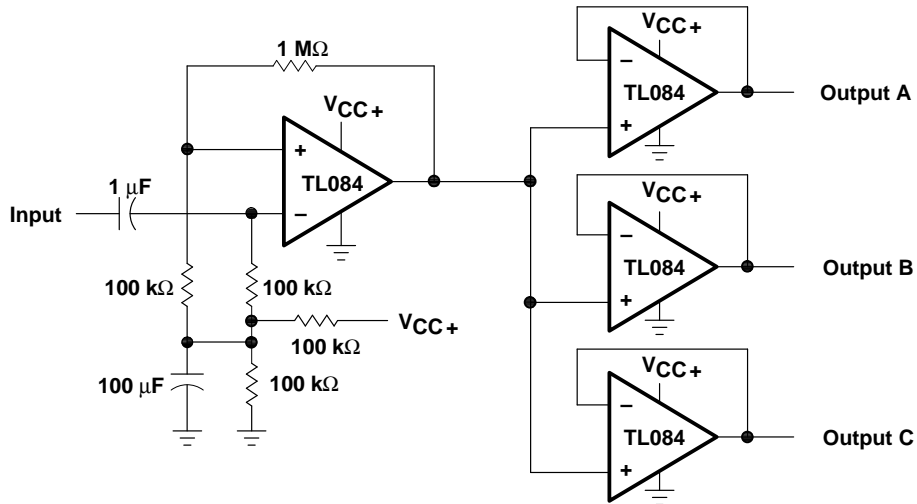 1 MΩ
VCC+
+
TL084
−
1 μF
Input
100 kΩ
100 kΩ
VCC+
100 kΩ
100 μF
100 kΩ
VCC+
−
TL084
+
Output A
VCC+
−
TL084
+
Output B
VCC+
−
TL084
+
Output C